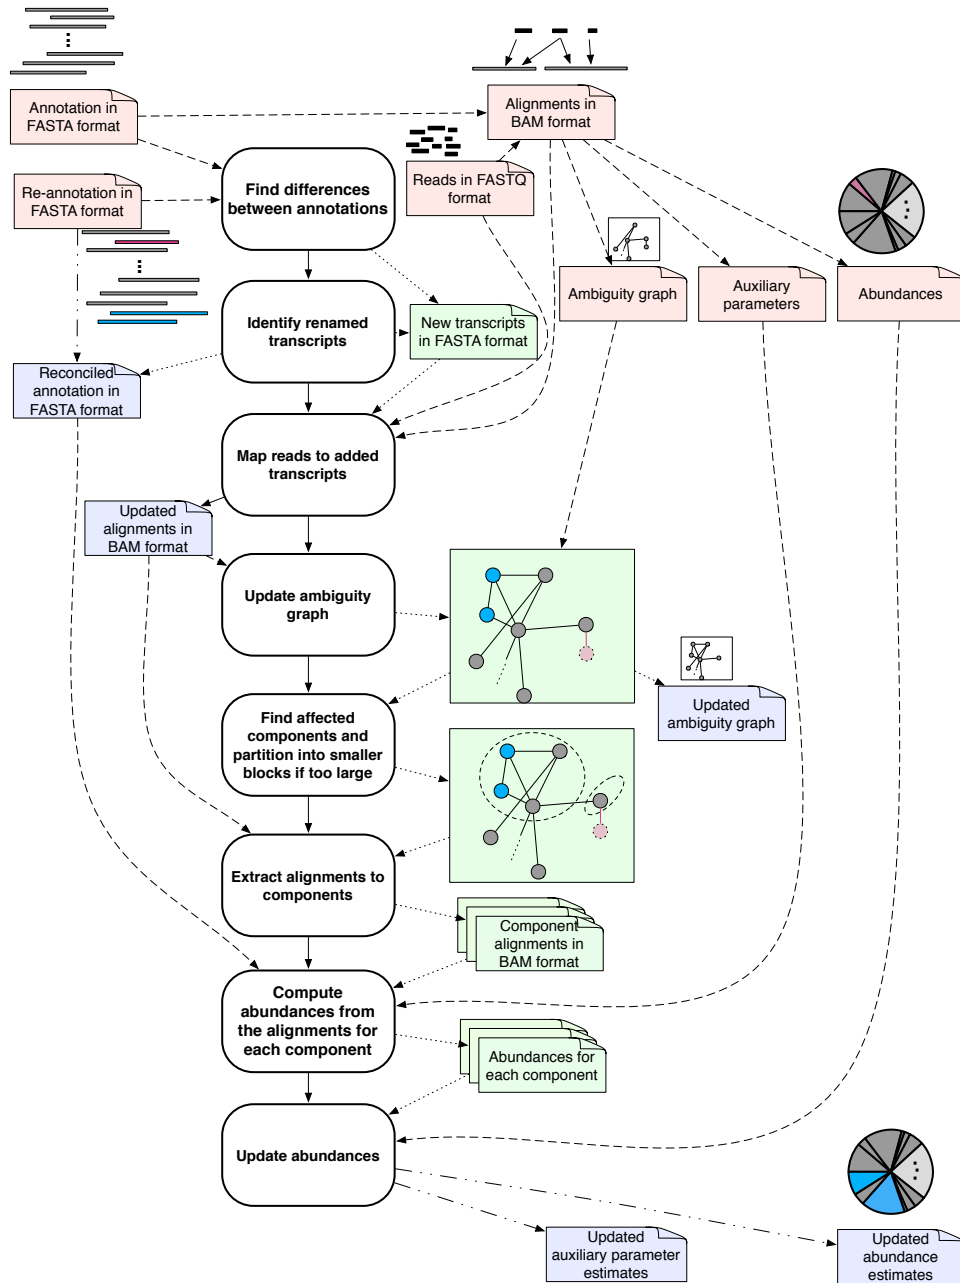 Annotation in
FASTA format
Alignments in
BAM format
Find differences
between annotations
Reads in FASTQ
format
Re-annotation in
FASTA format
Ambiguity graph
Auxiliary
parameters
Abundances
Identify renamed
transcripts
New transcripts
in FASTA format
Reconciled
annotation in
FASTA format
Map reads to added
transcripts
Updated
alignments in
BAM format
Update ambiguity
graph
Updated
ambiguity graph
Find affected
components and
partition into smaller
blocks if too large
Extract alignments to
components
Component
alignments in
BAM format
Compute
abundances from
the alignments for
each component
Abundances for
each component
Update abundances
Updated
auxiliary parameter
estimates
Updated
abundance
estimates